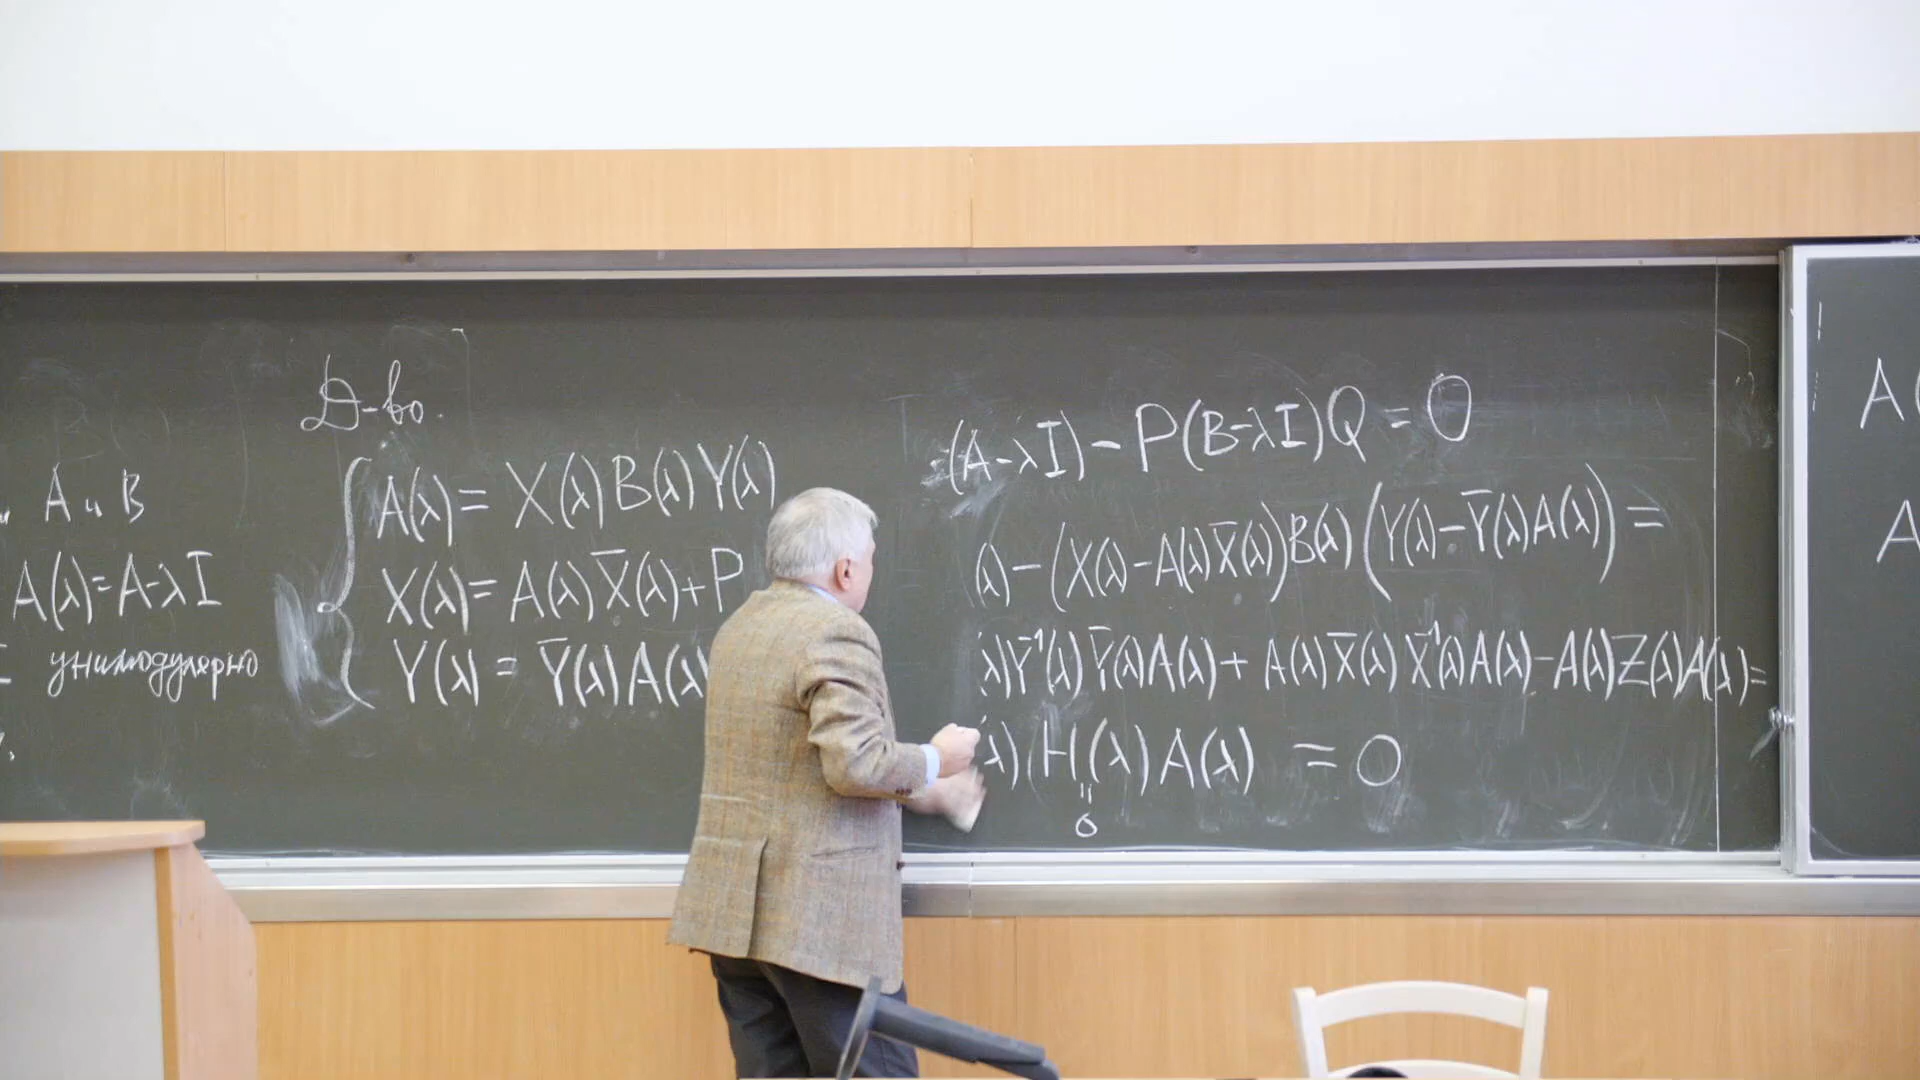 Д-во.
А и В
A(λ)=A-λI
унимодулярно
A(λ)= X(λ)B(λ)Y(λ)
X(λ)= A(λ)X̄(λ)+P
Y(λ) = Ȳ(λ)A(λ)
(A-λI)-P(B-λI)Q = 0
(λ)-(X(λ)-A(λ)X̄(λ))B(λ)(Y(λ)-Ȳ(λ)A(λ))=
λ)Y⁻¹(λ)Ȳ(λ)A(λ)+ A(λ)X̄(λ)X⁻¹(λ)A(λ)-A(λ)Z(λ)A(λ)=
λ)(H(λ)A(λ) = 0
"
0
A(
A